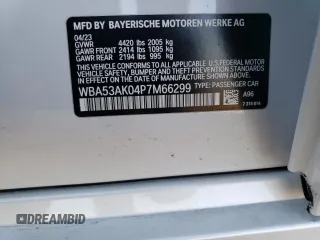 MFD BY BAYERISCHE MOTOREN WERKE AG
04/23
GVWR 4420 lbs 2005 kg
GAWR FRONT 2414 lbs 1095 kg
GAWR REAR 2194 lbs 995 kg
THIS VEHICLE CONFORMS TO ALL APPLICABLE U.S. FEDERAL
MOTOR VEHICLE SAFETY, BUMPER, AND THEFT PREVENTION
STANDARDS IN EFFECT ON THE DATE OF MANUFACTURE SHOWN ABOVE.
WBA53AK04P7M66299 TYPE: PASSENGER CAR
A96
DREAMBID